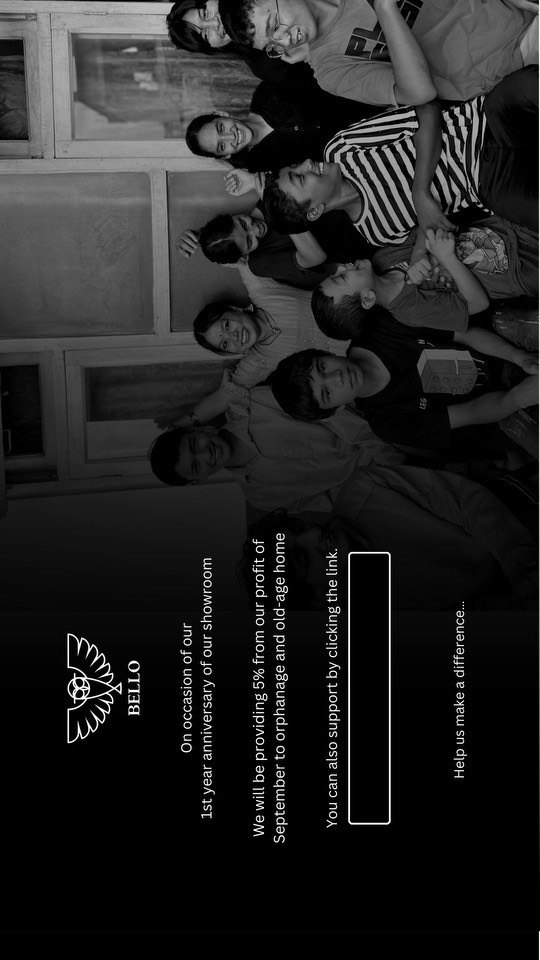 BELLO
On occasion of our
1st year anniversary of our showroom
We will be providing 5% from our profit of
September to orphanage and old-age home
You can also support by clicking the link.
Help us make a difference...
LEG N